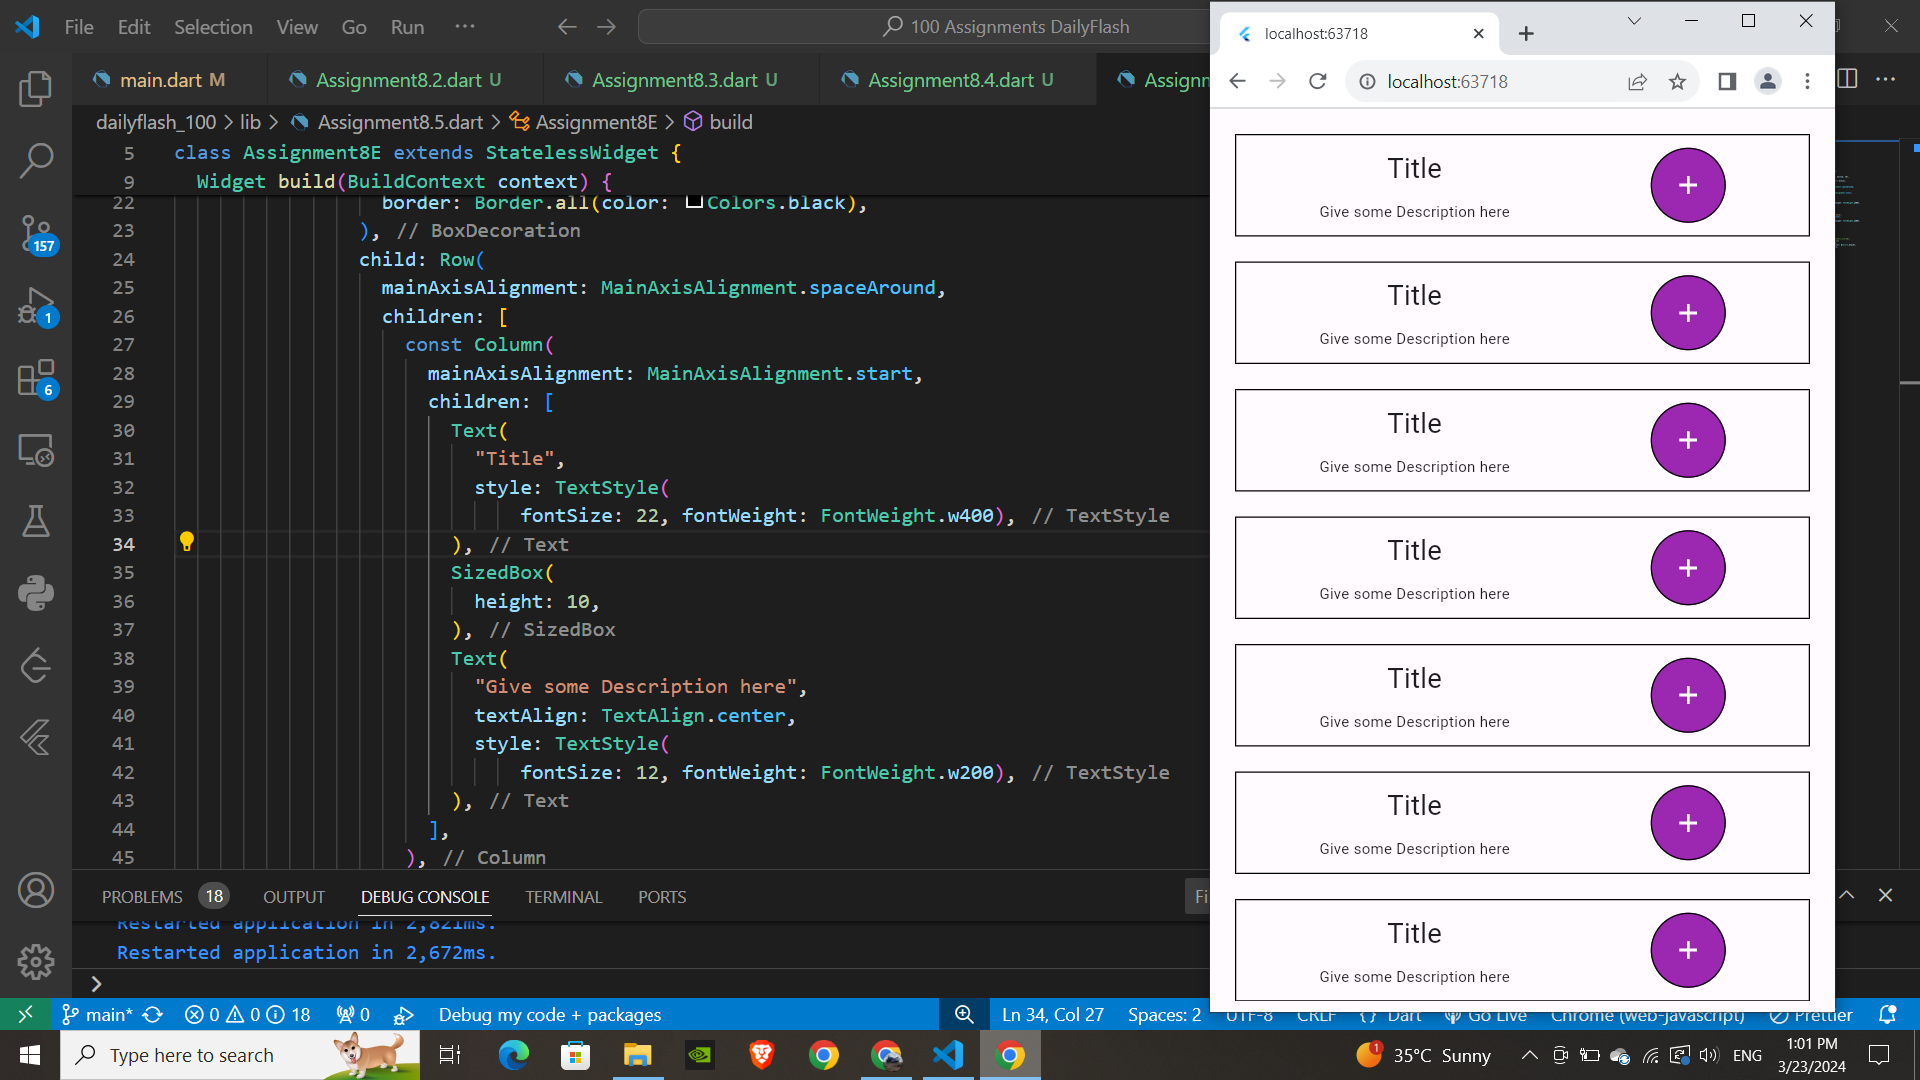 File Edit Selection View Go Run ···
100 Assignments DailyFlash
main.dart M
Assignment8.2.dart U
Assignment8.3.dart U
Assignment8.4.dart U
dailyflash_100 > lib > Assignment8.5.dart > Assignment8E > build
5 class Assignment8E extends StatelessWidget {
9 Widget build(BuildContext context) {
22 border: Border.all(color: Colors.black),
23 ), // BoxDecoration
24 child: Row(
25 mainAxisAlignment: MainAxisAlignment.spaceAround,
26 children: [
27 const Column(
28 mainAxisAlignment: MainAxisAlignment.start,
29 children: [
30 Text(
31 "Title",
32 style: TextStyle(
33 fontSize: 22, fontWeight: FontWeight.w400), // TextStyle
34 ), // Text
35 SizedBox(
36 height: 10,
37 ), // SizedBox
38 Text(
39 "Give some Description here",
40 textAlign: TextAlign.center,
41 style: TextStyle(
42 fontSize: 12, fontWeight: FontWeight.w200), // TextStyle
43 ), // Text
44 ],
45 ), // Column
157
1
6
PROBLEMS 18 OUTPUT DEBUG CONSOLE TERMINAL PORTS
Restarted application in 2,821ms.
Restarted application in 2,672ms.
>
main* 0 0 18 0 Debug my code + packages
Ln 34, Col 27 Spaces: 2 UTF-8 CRLF {} Dart Go Live Chrome (web-javascript) Prettier
localhost:63718
localhost:63718
Title
Give some Description here
Title
Give some Description here
Title
Give some Description here
Title
Give some Description here
Title
Give some Description here
Title
Give some Description here
Title
Give some Description here
Type here to search
1
35°C Sunny
ENG
1:01 PM
3/23/2024